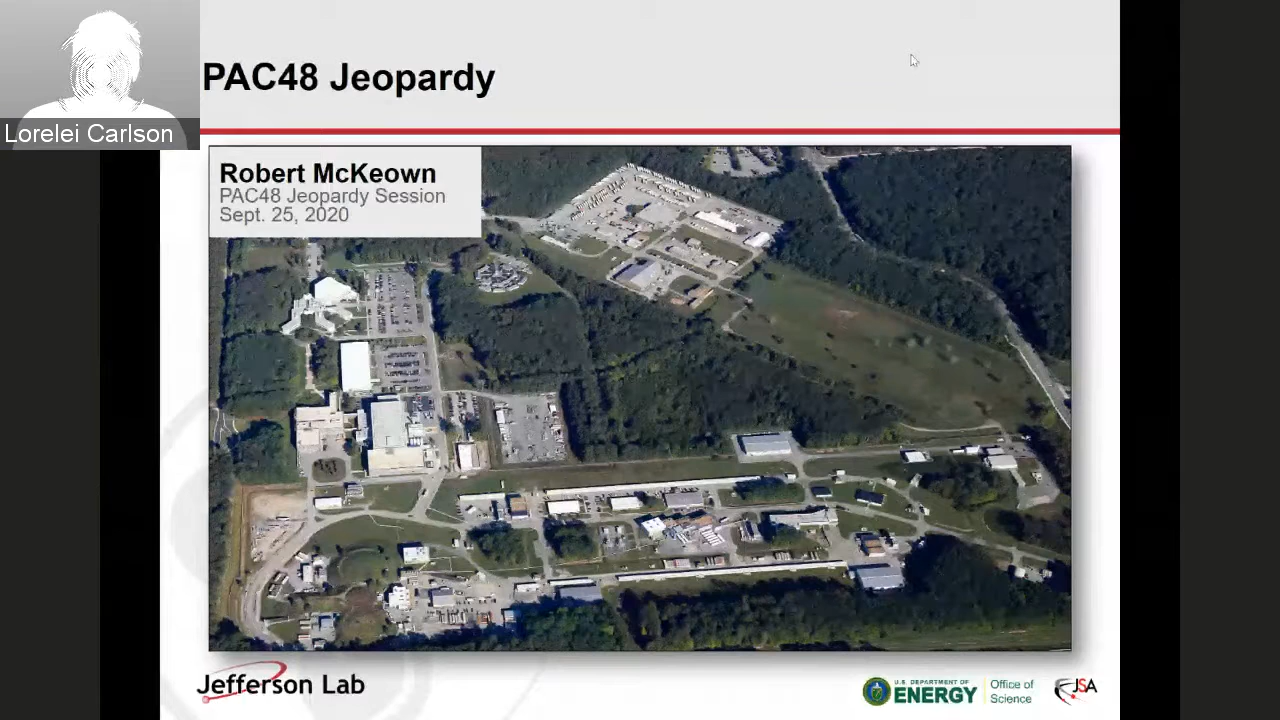 PAC48 Jeopardy
Lorelei Carlson
Robert McKeown
PAC48 Jeopardy Session
Sept. 25, 2020
Jefferson Lab
U.S. DEPARTMENT OF
ENERGY
Office of
Science
JSA